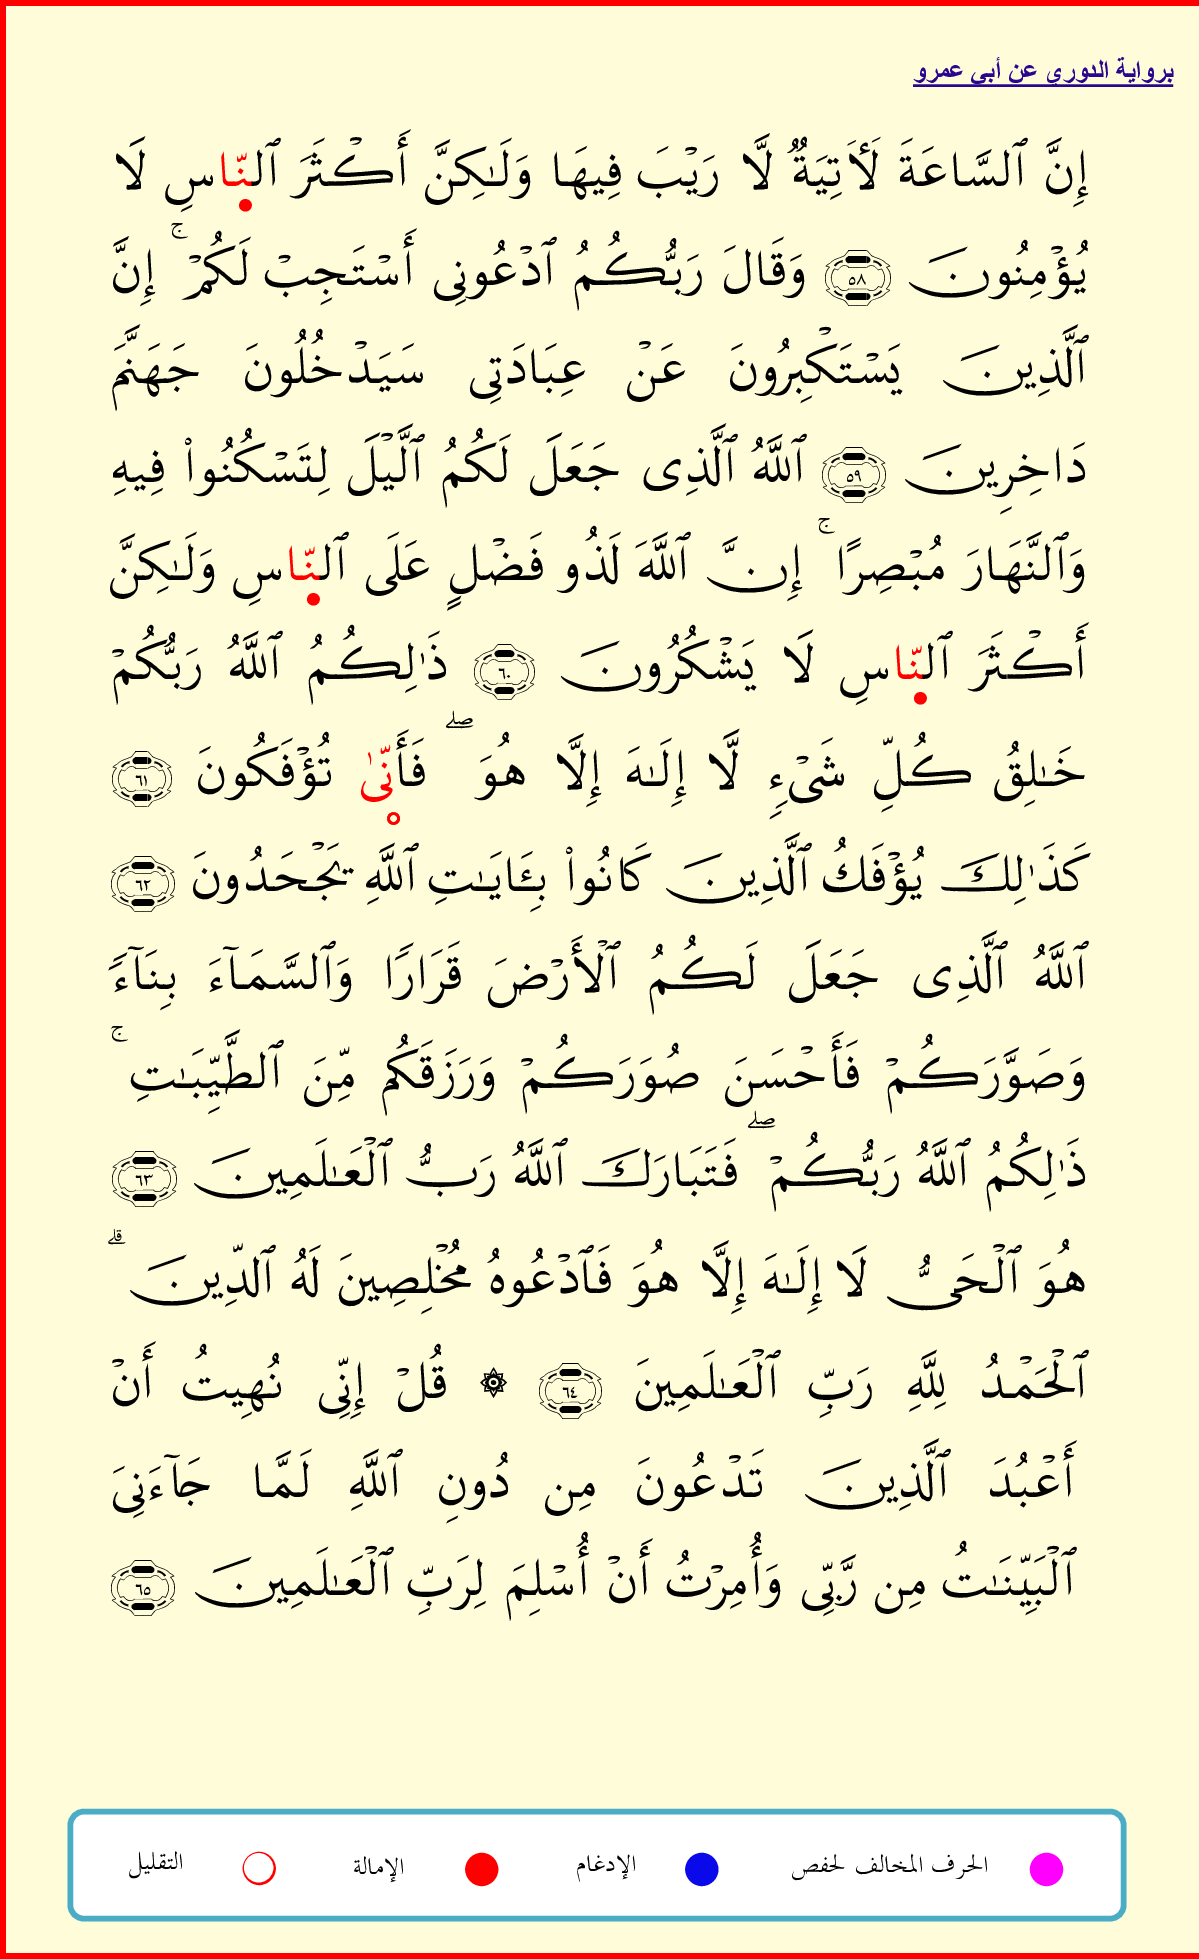 برواية الدوري عن أبي عمرو
إِنَّ ٱلسَّاعَةَ لَأٓتِيَةٌ لَّا رَيْبَ فِيهَا وَلَٰكِنَّ أَكْثَرَ ٱلنَّاسِ لَا
يُؤْمِنُونَ ٥٨ وَقَالَ رَبُّكُمُ ٱدْعُونِى أَسْتَجِبْ لَكُمْ ۚ إِنَّ
ٱلَّذِينَ يَسْتَكْبِرُونَ عَنْ عِبَادَتِى سَيَدْخُلُونَ جَهَنَّمَ
دَاخِرِينَ ٥٩ ٱللَّهُ ٱلَّذِى جَعَلَ لَكُمُ ٱلَّيْلَ لِتَسْكُنُوا۟ فِيهِ
وَٱلنَّهَارَ مُبْصِرًا ۚ إِنَّ ٱللَّهَ لَذُو فَضْلٍ عَلَى ٱلنَّاسِ وَلَٰكِنَّ
أَكْثَرَ ٱلنَّاسِ لَا يَشْكُرُونَ ٦٠ ذَٰلِكُمُ ٱللَّهُ رَبُّكُمْ
خَٰلِقُ كُلِّ شَىْءٍ لَّا إِلَٰهَ إِلَّا هُوَ ۖ فَأَنَّىٰ تُؤْفَكُونَ ٦١
كَذَٰلِكَ يُؤْفَكُ ٱلَّذِينَ كَانُوا۟ بِـَٔايَٰتِ ٱللَّهِ يَجْحَدُونَ ٦٢
ٱللَّهُ ٱلَّذِى جَعَلَ لَكُمُ ٱلْأَرْضَ قَرَارًا وَٱلسَّمَآءَ بِنَآءً
وَصَوَّرَكُمْ فَأَحْسَنَ صُوَرَكُمْ وَرَزَقَكُم مِّنَ ٱلطَّيِّبَٰتِ ۚ
ذَٰلِكُمُ ٱللَّهُ رَبُّكُمْ ۖ فَتَبَارَكَ ٱللَّهُ رَبُّ ٱلْعَٰلَمِينَ ٦٣
هُوَ ٱلْحَىُّ لَا إِلَٰهَ إِلَّا هُوَ فَٱدْعُوهُ مُخْلِصِينَ لَهُ ٱلدِّينَ ۗ
ٱلْحَمْدُ لِلَّهِ رَبِّ ٱلْعَٰلَمِينَ ٦٤ ۞ قُلْ إِنِّى نُهِيتُ أَنْ
أَعْبُدَ ٱلَّذِينَ تَدْعُونَ مِن دُونِ ٱللَّهِ لَمَّا جَآءَنِىَ
ٱلْبَيِّنَٰتُ مِن رَّبِّى وَأُمِرْتُ أَنْ أُسْلِمَ لِرَبِّ ٱلْعَٰلَمِينَ ٦٥
الحرف المخالف لحفص الإدغام الإمالة التقليل